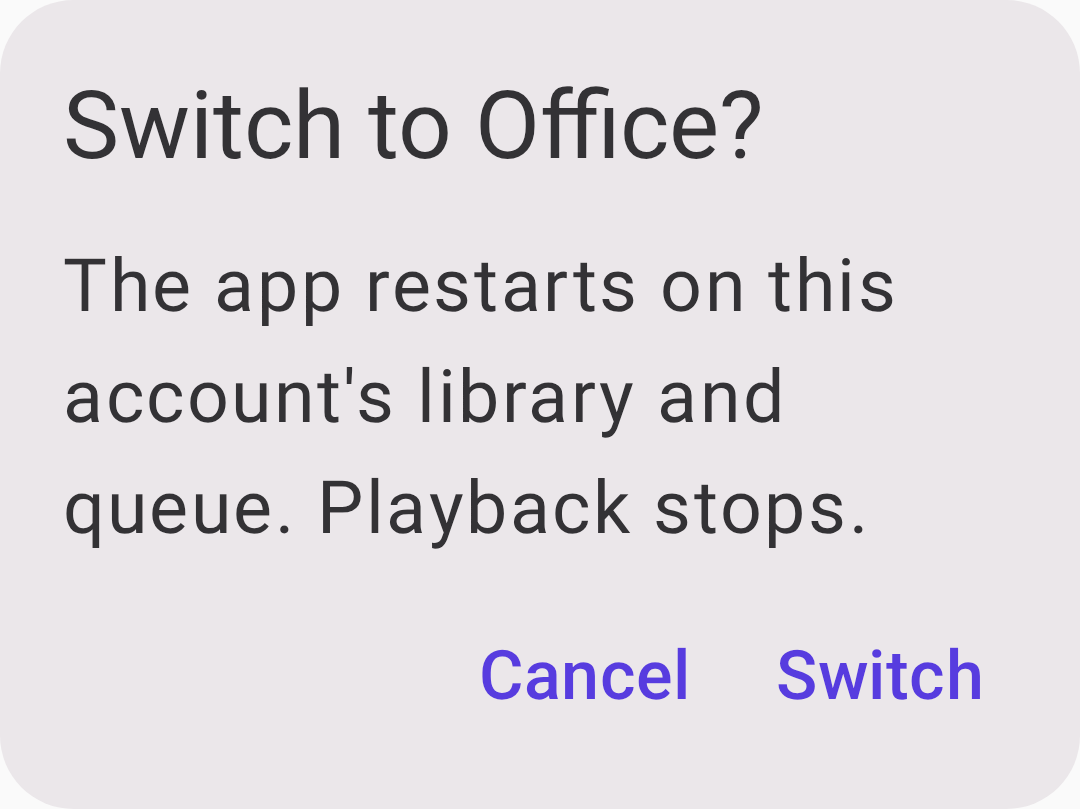 Switch to Office?
The app restarts on this
account's library and
queue. Playback stops.
Cancel Switch